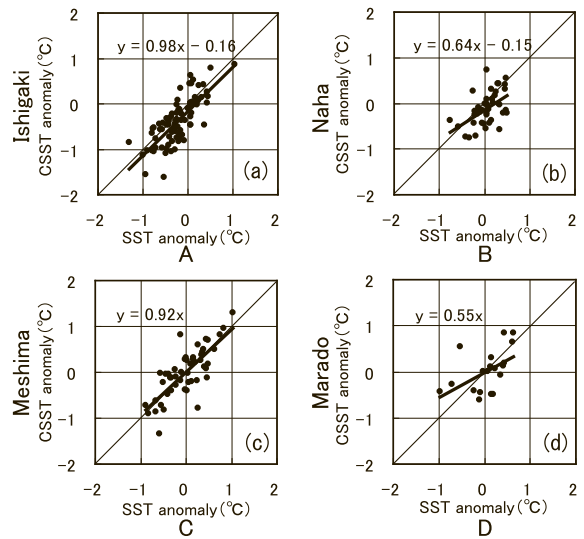 Ishigaki
CSST anomaly(℃)
2
1
0
−1
−2
y = 0.98x − 0.16
(a)
−2 −1 0 1 2
SST anomaly(℃)
A
Naha
CSST anomaly(℃)
2
1
0
−1
−2
y = 0.64x − 0.15
(b)
−2 −1 0 1 2
SST anomaly(℃)
B
Meshima
CSST anomaly(℃)
2
1
0
−1
−2
y = 0.92x
(c)
−2 −1 0 1 2
SST anomaly(℃)
C
Marado
CSST anomaly(℃)
2
1
0
−1
−2
y = 0.55x
(d)
−2 −1 0 1 2
SST anomaly(℃)
D